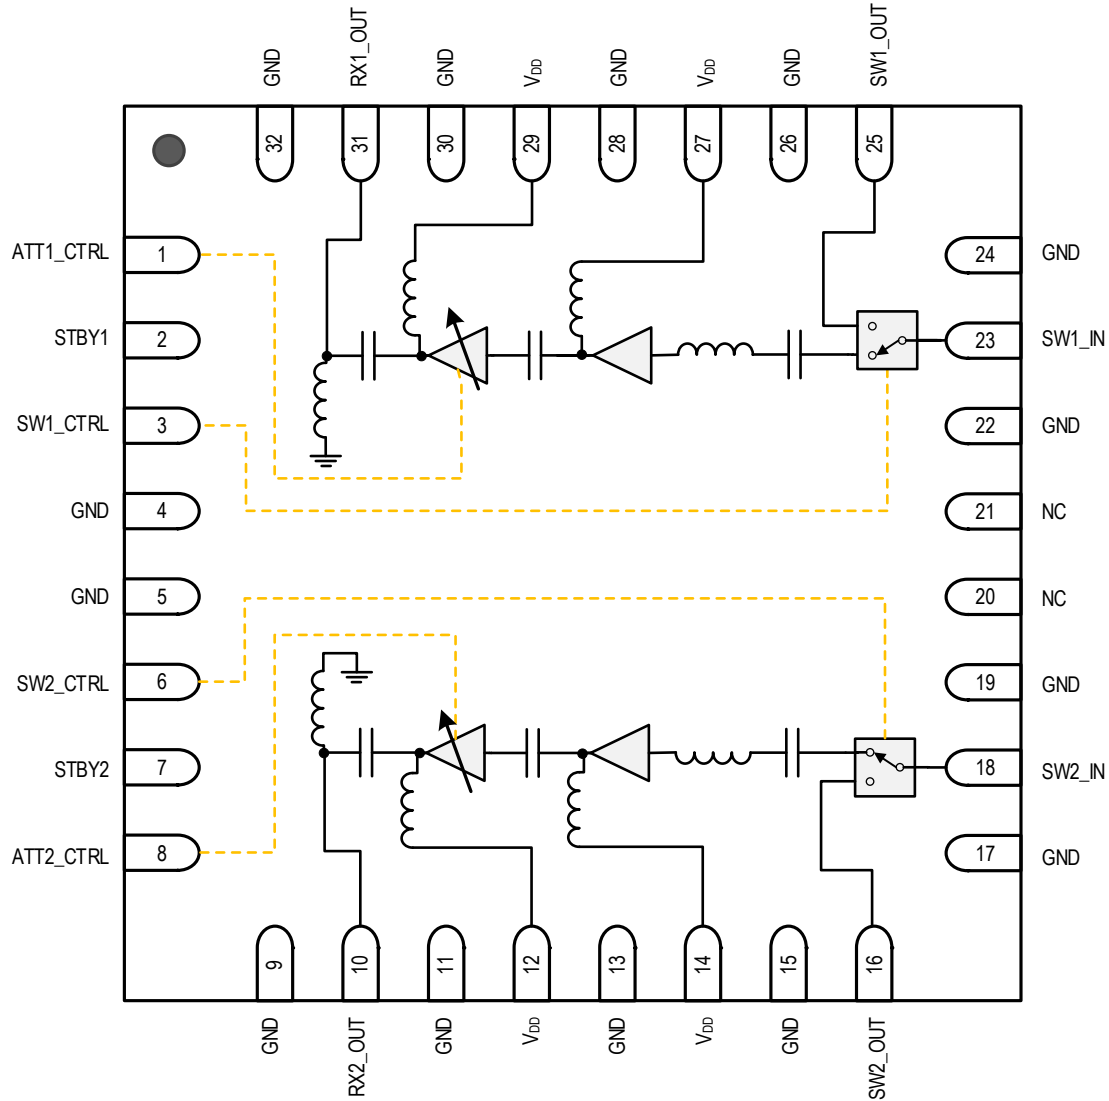 GND
RX1_OUT
GND
VDD
GND
VDD
GND
SW1_OUT
32
31
30
29
28
27
26
25
ATT1_CTRL
1
24
GND
STBY1
2
23
SW1_IN
SW1_CTRL
3
22
GND
GND
4
21
NC
GND
5
20
NC
SW2_CTRL
6
19
GND
STBY2
7
18
SW2_IN
ATT2_CTRL
8
17
GND
9
10
11
12
13
14
15
16
GND
RX2_OUT
GND
VDD
GND
VDD
GND
SW2_OUT